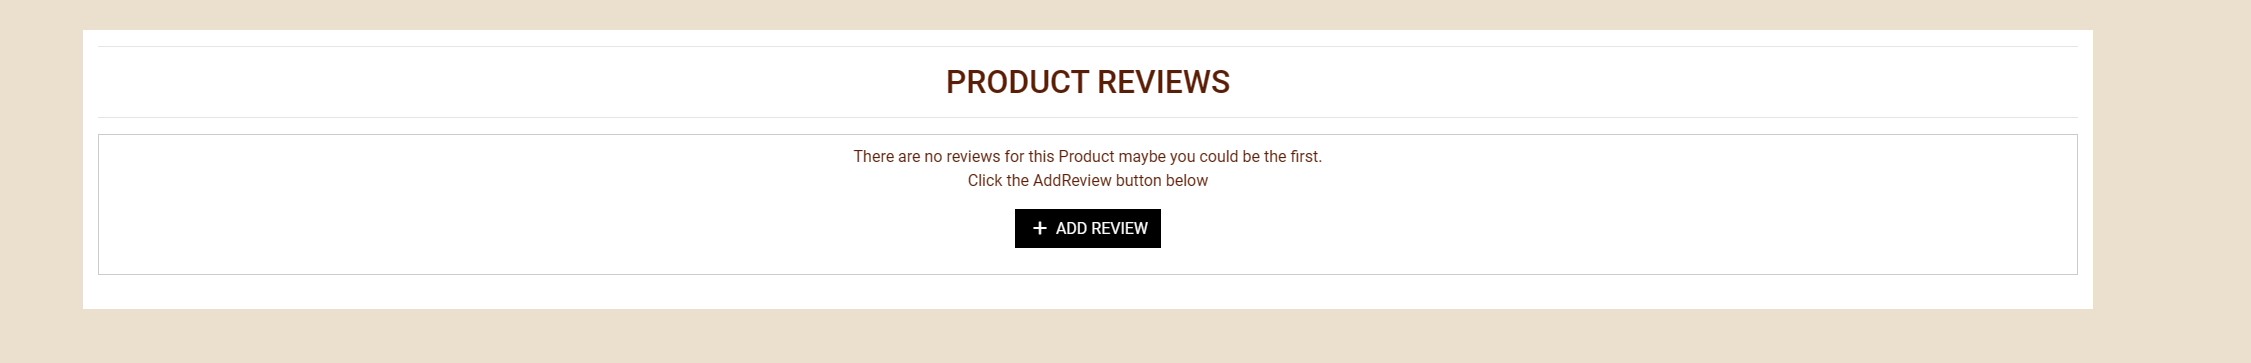 PRODUCT REVIEWS
There are no reviews for this Product maybe you could be the first.
Click the AddReview button below
+ ADD REVIEW